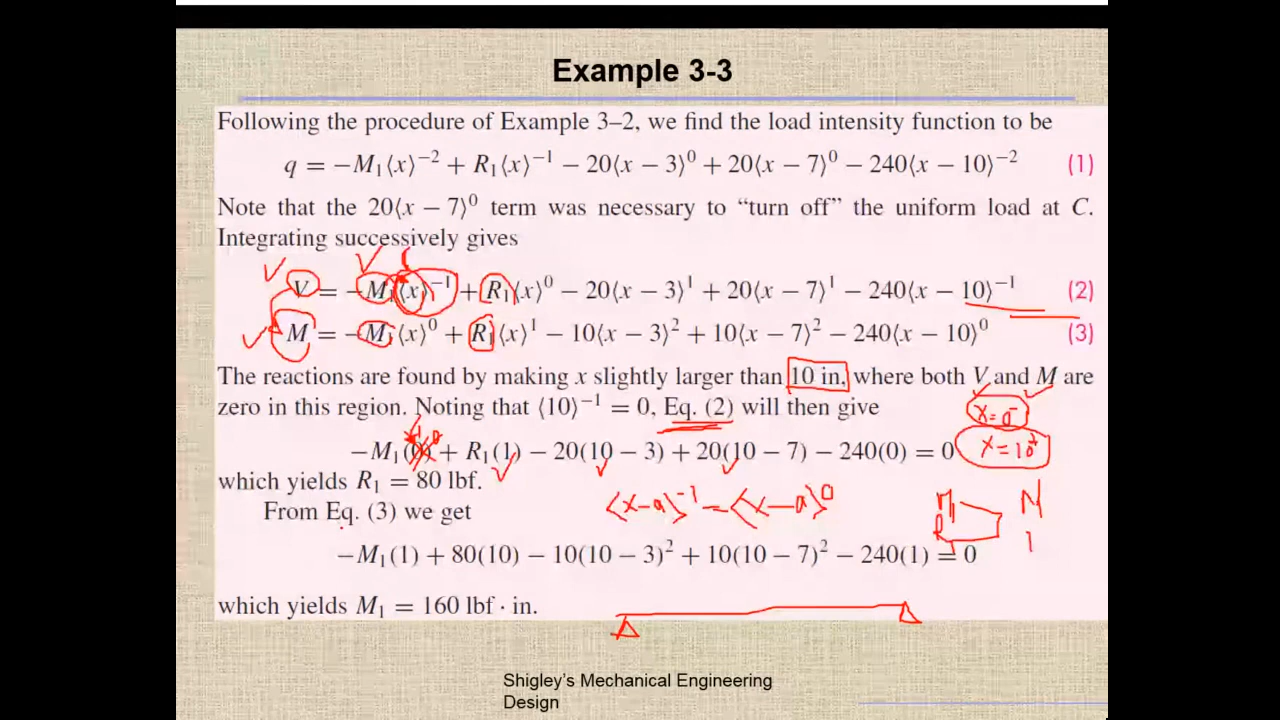 Example 3-3
Following the procedure of Example 3–2, we find the load intensity function to be
q = −M₁⟨x⟩⁻² + R₁⟨x⟩⁻¹ − 20⟨x − 3⟩⁰ + 20⟨x − 7⟩⁰ − 240⟨x − 10⟩⁻² (1)
Note that the 20⟨x − 7⟩⁰ term was necessary to “turn off” the uniform load at C.
Integrating successively gives
V = −M₁⟨x⟩⁻¹ + R₁⟨x⟩⁰ − 20⟨x − 3⟩¹ + 20⟨x − 7⟩¹ − 240⟨x − 10⟩⁻¹ (2)
M = −M₁⟨x⟩⁰ + R₁⟨x⟩¹ − 10⟨x − 3⟩² + 10⟨x − 7⟩² − 240⟨x − 10⟩⁰ (3)
The reactions are found by making x slightly larger than 10 in, where both V and M are
zero in this region. Noting that ⟨10⟩⁻¹ = 0, Eq. (2) will then give
x=0⁻
−M₁(0) + R₁(1) − 20(10 − 3) + 20(10 − 7) − 240(0) = 0
x=10⁺
which yields R₁ = 80 lbf.
⟨x−a⟩⁻¹ = ⟨x−a⟩⁰
From Eq. (3) we get
−M₁(1) + 80(10) − 10(10 − 3)² + 10(10 − 7)² − 240(1) = 0
which yields M₁ = 160 lbf · in.
Shigley’s Mechanical Engineering
Design